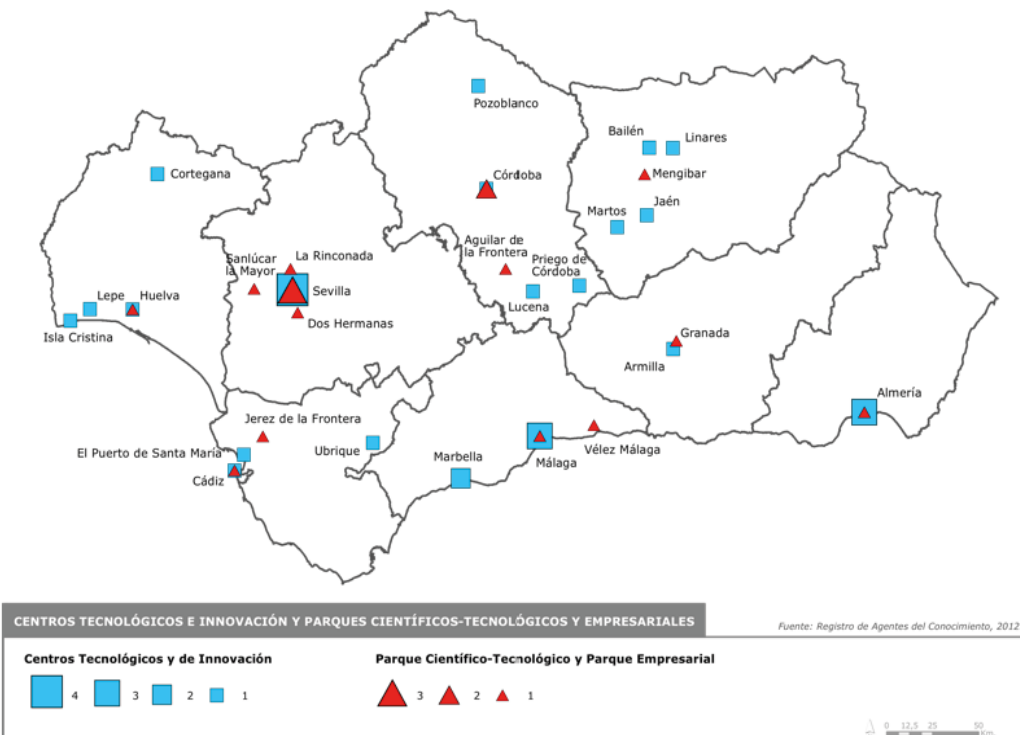 Pozoblanco
Bailén
Linares
Cortegana
Córdoba
Mengibar
Jaén
Martos
Aguilar de
la Frontera
Priego de
Córdoba
Lucena
La Rinconada
Sanlúcar
la Mayor
Sevilla
Dos Hermanas
Lepe
Huelva
Isla Cristina
Granada
Armilla
Almería
Jerez de la Frontera
El Puerto de Santa María
Ubrique
Cádiz
Marbella
Málaga
Vélez Málaga
CENTROS TECNOLÓGICOS E INNOVACIÓN Y PARQUES CIENTÍFICOS-TECNOLÓGICOS Y EMPRESARIALES
Fuente: Registro de Agentes del Conocimiento, 2012
Centros Tecnológicos y de Innovación
4 3 2 1
Parque Científico-Tecnológico y Parque Empresarial
3 2 1
0 12,5 25 50
Km.